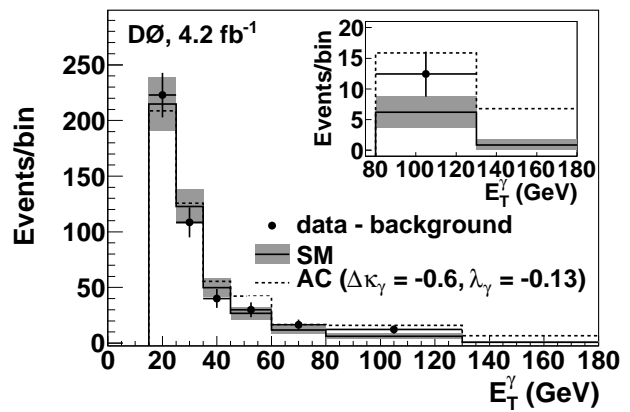 DØ, 4.2 fb⁻¹
Events/bin
250
200
150
100
50
0
0 20 40 60 80 100 120 140 160 180
E_T^γ (GeV)
Events/bin
20
15
10
5
0
80 100 120 140 160 180
E_T^γ (GeV)
data - background
SM
AC (Δκ_γ = -0.6, λ_γ = -0.13)